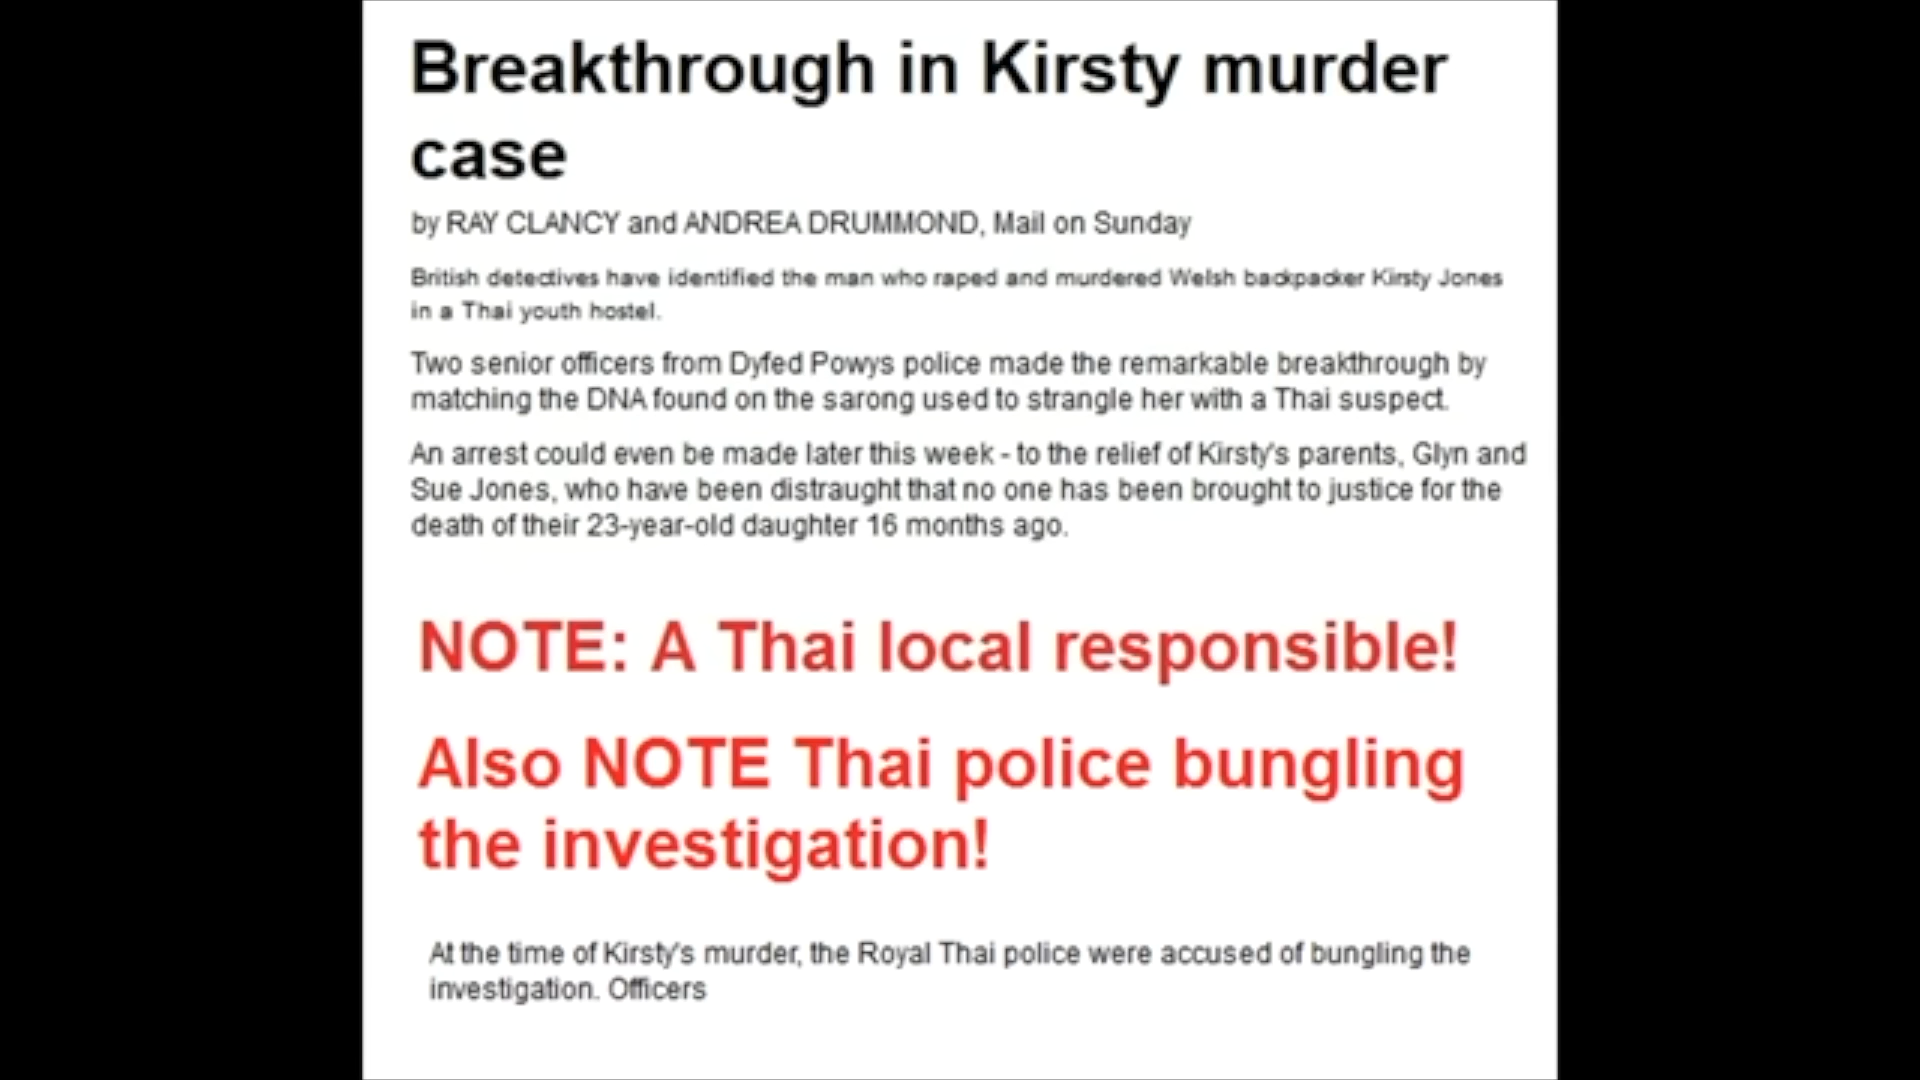 Breakthrough in Kirsty murder
case
by RAY CLANCY and ANDREA DRUMMOND, Mail on Sunday
British detectives have identified the man who raped and murdered Welsh backpacker Kirsty Jones
in a Thai youth hostel.
Two senior officers from Dyfed Powys police made the remarkable breakthrough by
matching the DNA found on the sarong used to strangle her with a Thai suspect.
An arrest could even be made later this week - to the relief of Kirsty's parents, Glyn and
Sue Jones, who have been distraught that no one has been brought to justice for the
death of their 23-year-old daughter 16 months ago.
NOTE: A Thai local responsible!
Also NOTE Thai police bungling
the investigation!
At the time of Kirsty's murder, the Royal Thai police were accused of bungling the
investigation. Officers